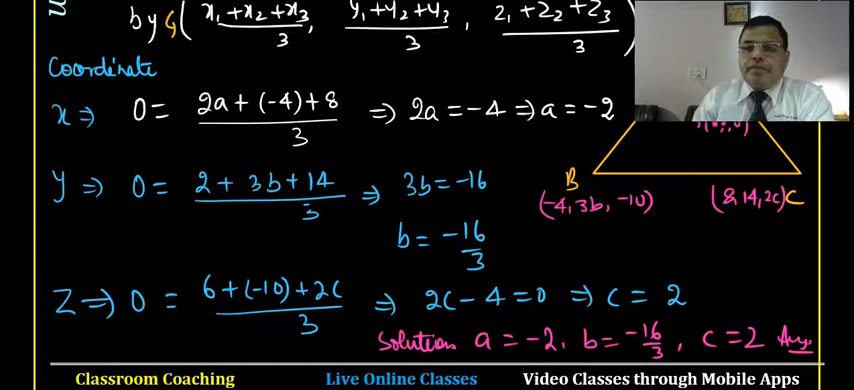 by G( x₁+x₂+x₃/3, y₁+y₂+y₃/3, z₁+z₂+z₃/3 )
Coordinate
x ⇒ 0 = 2a + (-4) + 8/3 ⇒ 2a = -4 ⇒ a = -2
y ⇒ 0 = 2 + 3b + 14/3 ⇒ 3b = -16
b = -16/3
B C
(-4, 3b, -10) (8, 14, 2c)
Z ⇒ 0 = 6 + (-10) + 2c/3 ⇒ 2c - 4 = 0 ⇒ c = 2
Solution a = -2, b = -16/3, c = 2 Ans
Classroom Coaching Live Online Classes Video Classes through Mobile Apps